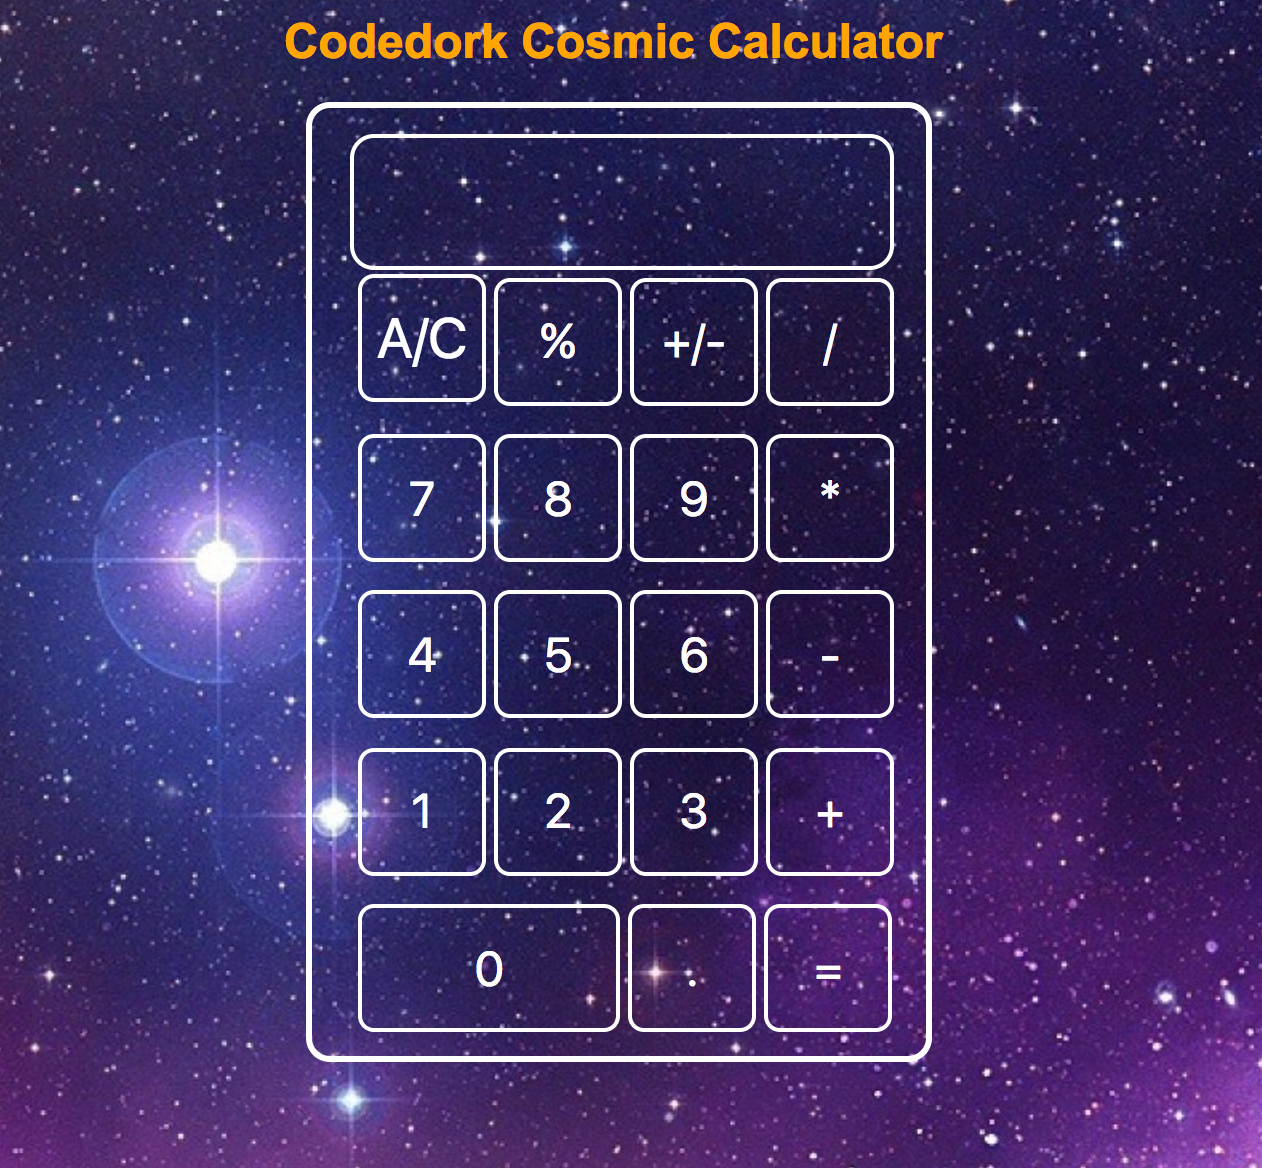 Codedork Cosmic Calculator
A/C % +/- /
7 8 9 *
4 5 6 -
1 2 3 +
0 . =